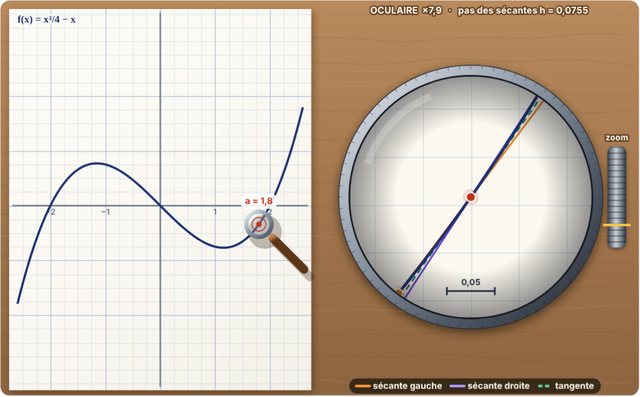 f(x) = x³/4 − x
OCULAIRE ×7,9 · pas des sécantes h = 0,0755
zoom
a = 1,8
−2 −1 1 2
0,05
sécante gauche sécante droite tangente